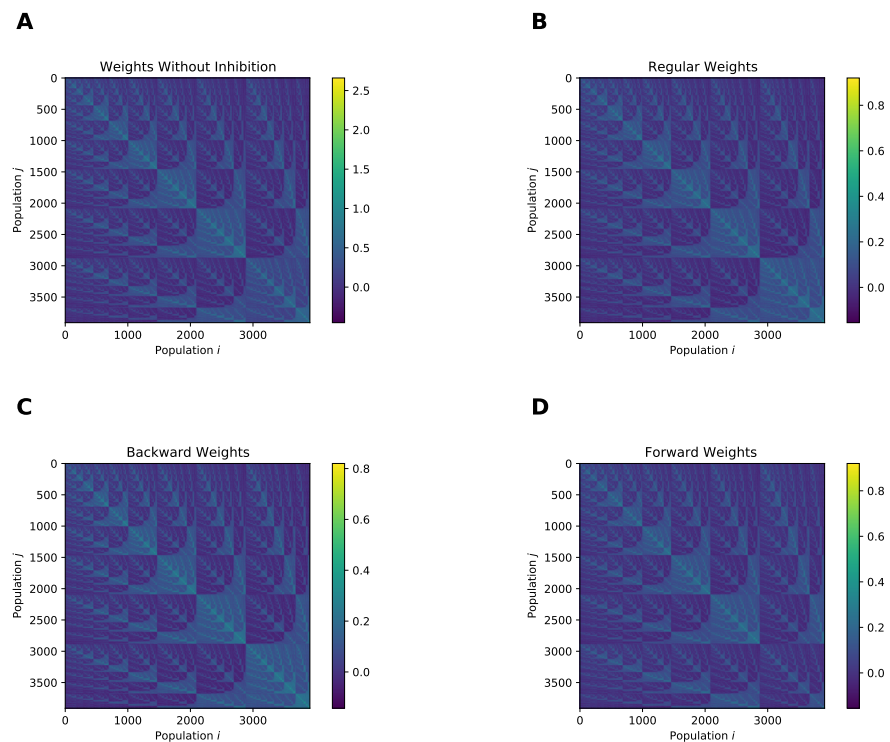 A
B
Weights Without Inhibition
Regular Weights
0
500
1000
1500
2000
2500
3000
3500
Population j
0 1000 2000 3000
Population i
2.5
2.0
1.5
1.0
0.5
0.0
0
500
1000
1500
2000
2500
3000
3500
Population j
0 1000 2000 3000
Population i
0.8
0.6
0.4
0.2
0.0
C
D
Backward Weights
Forward Weights
0
500
1000
1500
2000
2500
3000
3500
Population j
0 1000 2000 3000
Population i
0.8
0.6
0.4
0.2
0.0
0
500
1000
1500
2000
2500
3000
3500
Population j
0 1000 2000 3000
Population i
0.8
0.6
0.4
0.2
0.0